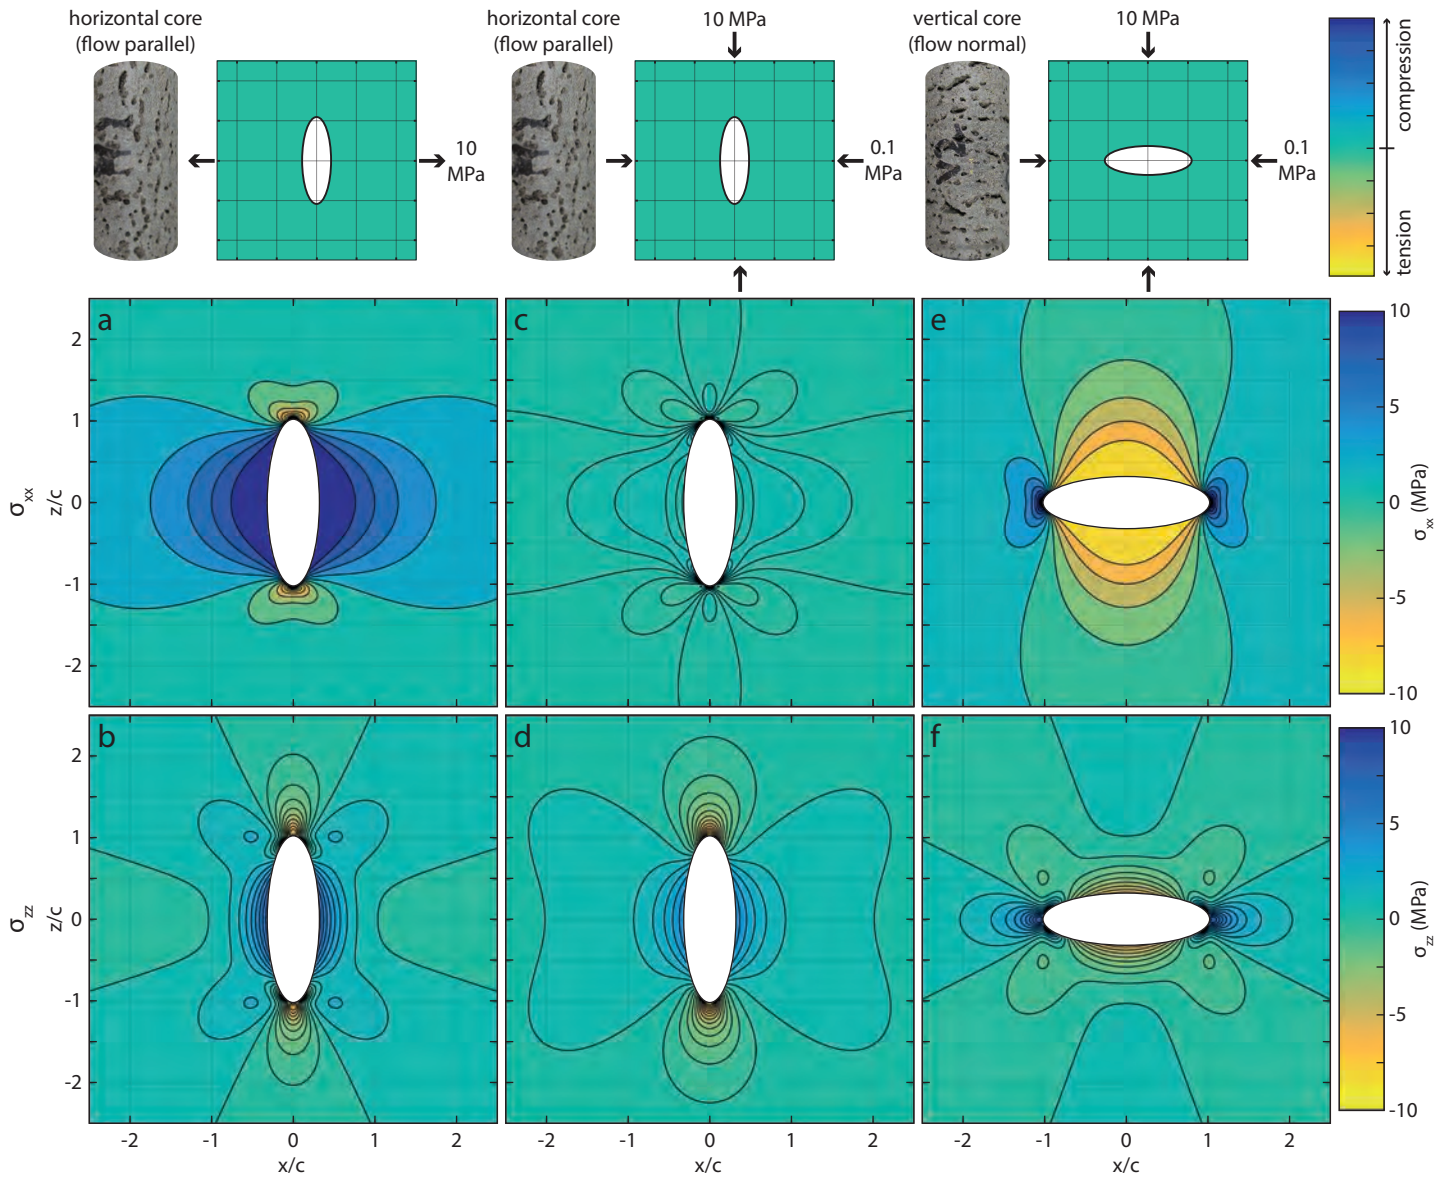 horizontal core
(flow parallel)
10
MPa
horizontal core
(flow parallel)
10 MPa
0.1
MPa
vertical core
(flow normal)
10 MPa
0.1
MPa
compression
tension
a
c
e
2
1
0
-1
-2
σxx
z/c
10
5
0
-5
-10
σxx (MPa)
b
d
f
2
1
0
-1
-2
σzz
z/c
10
5
0
-5
-10
σzz (MPa)
-2 -1 0 1 2
x/c
-2 -1 0 1 2
x/c
-2 -1 0 1 2
x/c